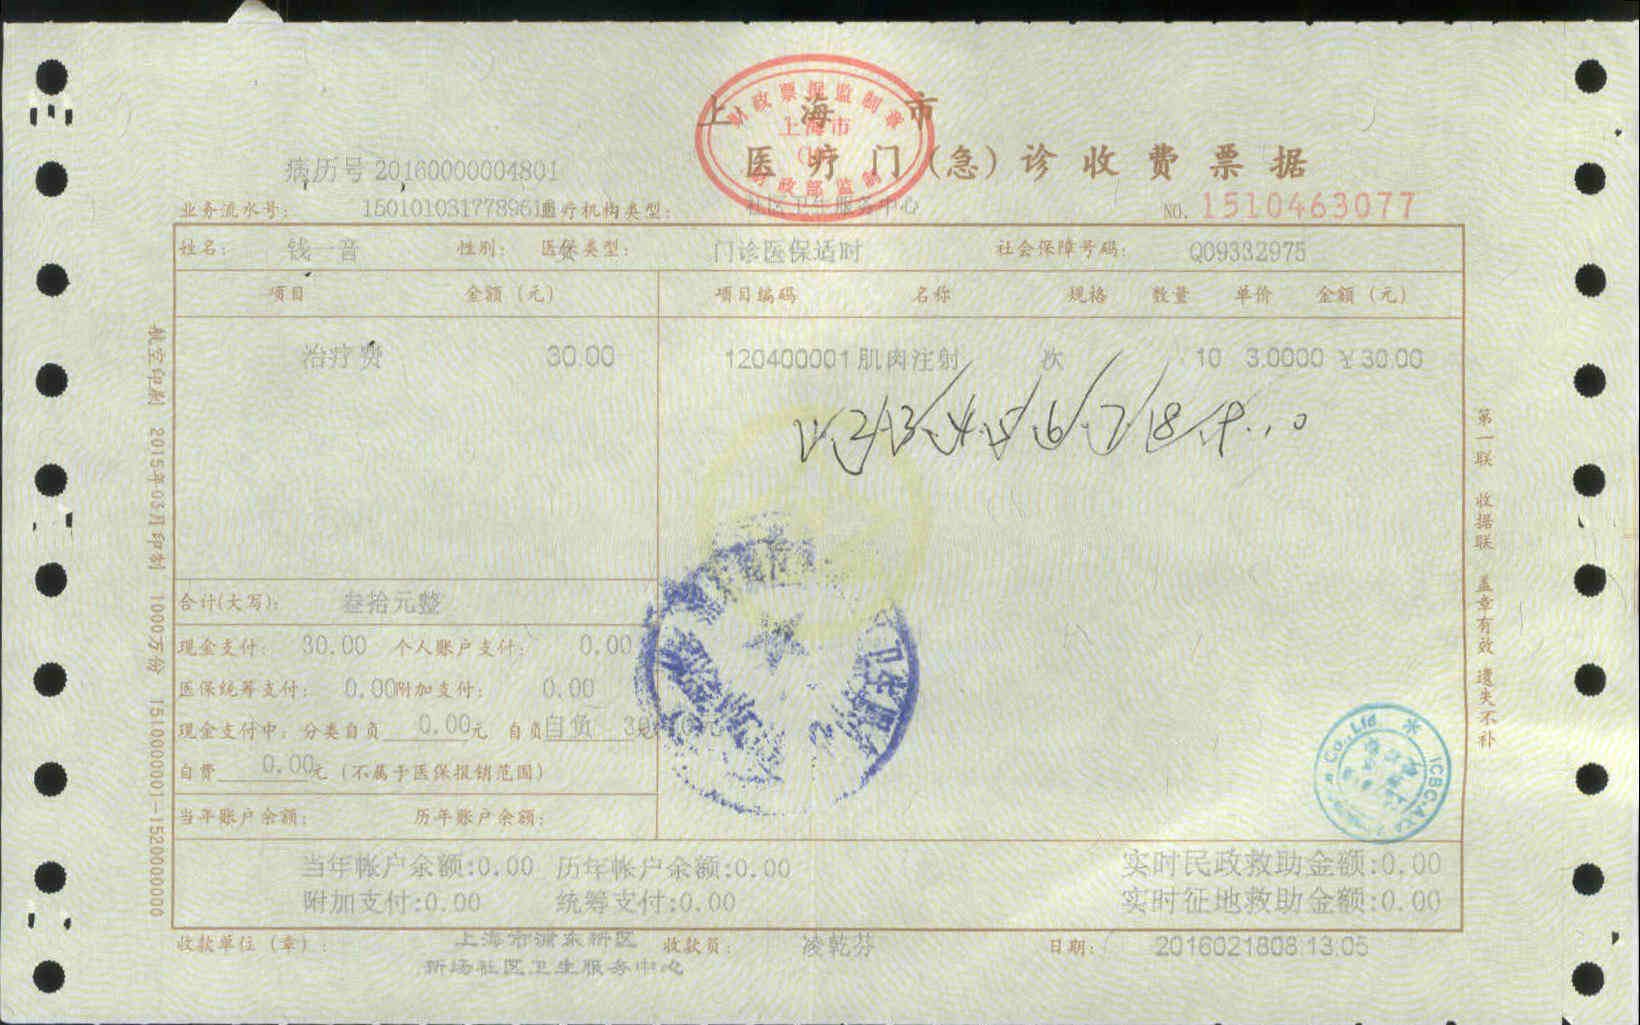 上海市
财政票据监制章
上海市
财政部监制
医疗门(急)诊收费票据
病历号 20160000004801
业务流水号: 医疗机构类型: 社区卫生服务中心 NO. 1510463077
姓名: 钱一音 性别: 医保类型: 门诊医保适时 社会保障号码: Q09332975
项目 金额(元) 项目编码 名称 规格 数量 单价 金额(元)
治疗费 30.00 120400001 肌肉注射 次 10 3.0000 ¥30.00
合计(大写): 叁拾元整
现金支付: 30.00 个人账户支付: 0.00
医保统筹支付: 0.00 附加支付: 0.00
现金支付中: 分类自负 0.00元 自负
自费 0.00元 (不属于医保报销范围)
当年账户余额: 历年账户余额:
当年帐户余额:0.00 历年帐户余额:0.00 实时民政救助金额:0.00
附加支付:0.00 统筹支付:0.00 实时征地救助金额:0.00
收款单位(章): 上海市浦东新区 收款员: 凌乾芬 日期: 2016021808:13:05
新场社区卫生服务中心
航空印刷 2015年03月印制 1000万份 1510000001-1520000000
第一联 收据联 盖章有效 遗失不补
Co., Ltd
ICBC-AXA